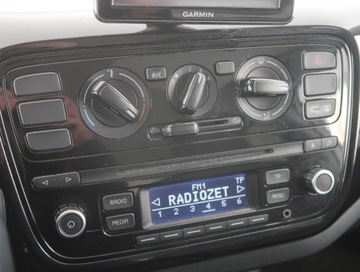 GARMIN
A/C
RADIO
MEDIA
FM1 TP
RADIOZET
1 2 3 4 5 6
TP
MENU